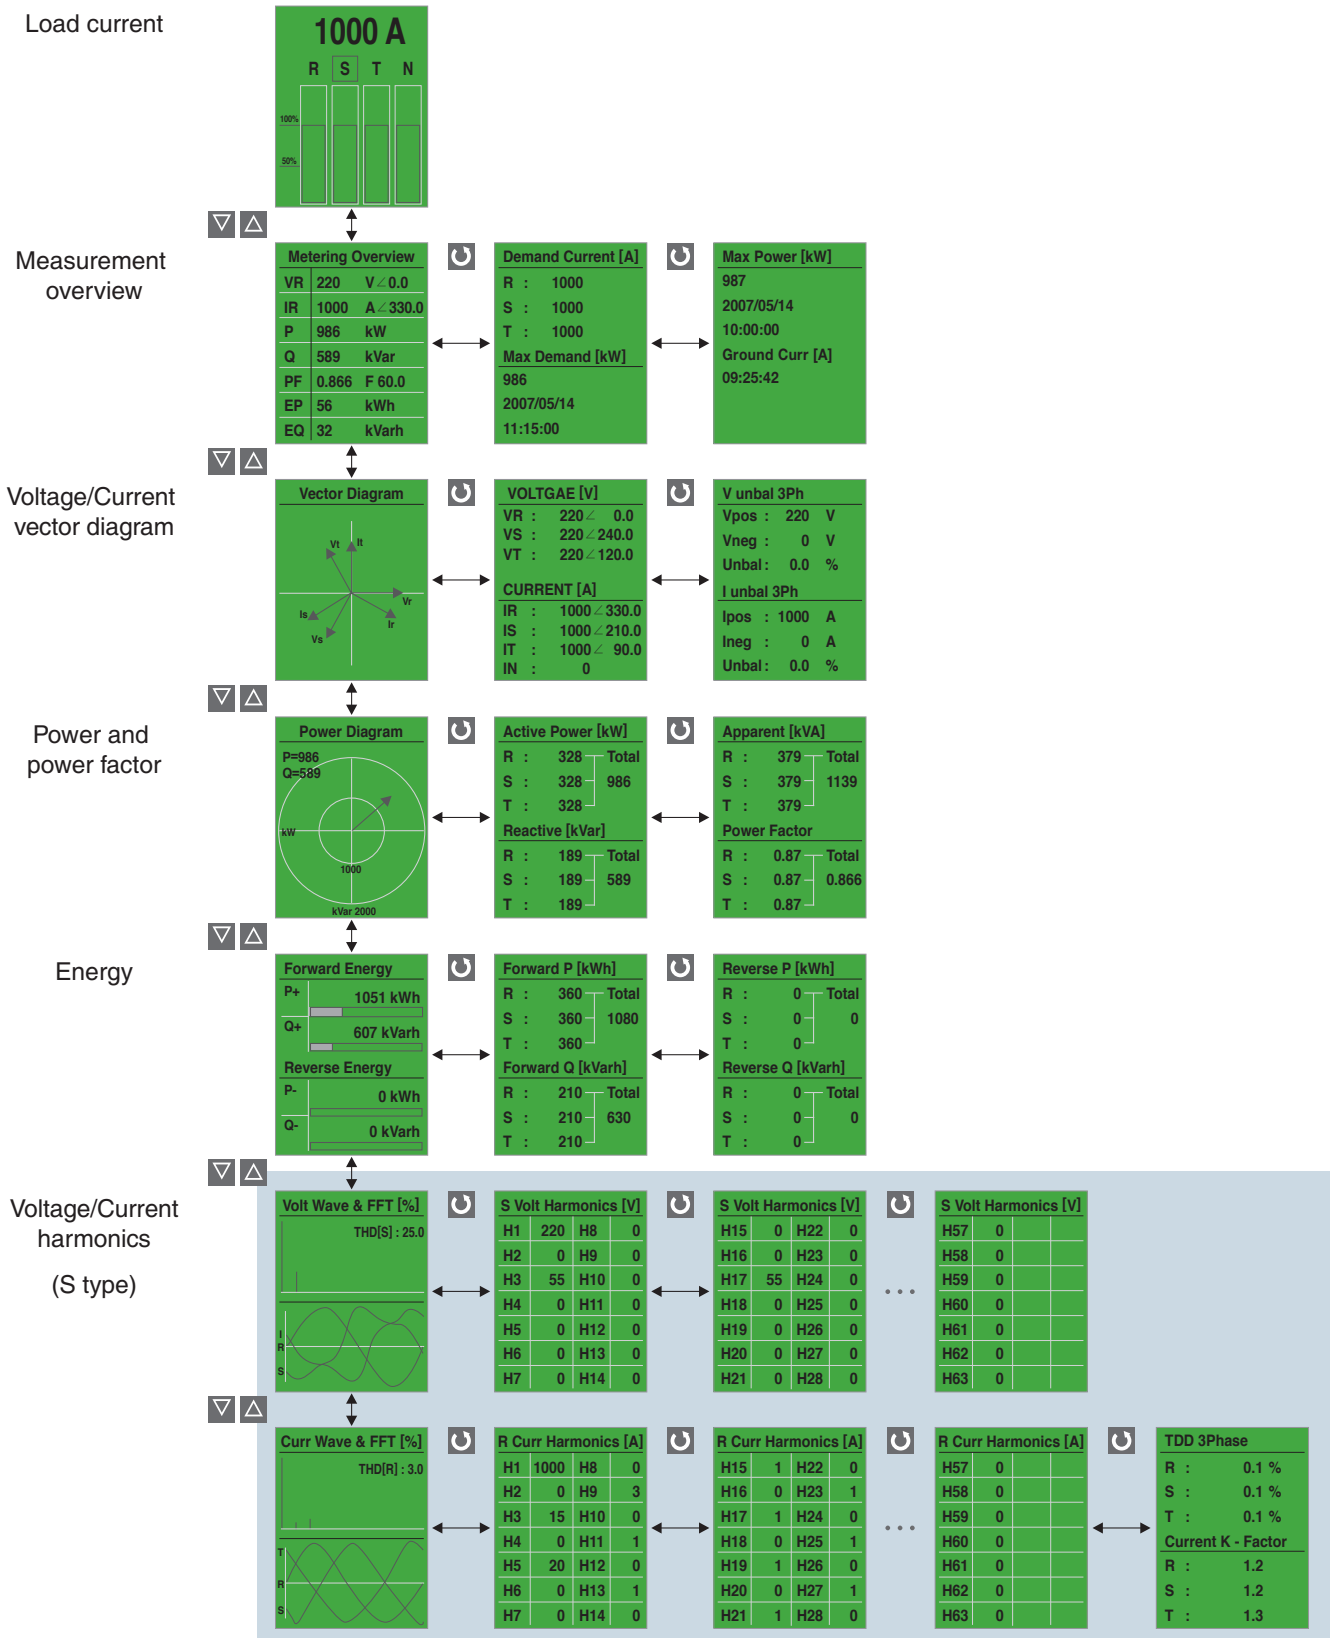 Load current
1000 A
R S T N
100%
50%
Measurement
overview
Metering Overview
VR 220 V∠0.0
IR 1000 A∠330.0
P 986 kW
Q 589 kVar
PF 0.866 F 60.0
EP 56 kWh
EQ 32 kVarh
Demand Current [A]
R : 1000
S : 1000
T : 1000
Max Demand [kW]
986
2007/05/14
11:15:00
Max Power [kW]
987
2007/05/14
10:00:00
Ground Curr [A]
09:25:42
Voltage/Current
vector diagram
Vector Diagram
Vt It
Vr
Is
Ir
Vs
VOLTGAE [V]
VR : 220∠ 0.0
VS : 220∠240.0
VT : 220∠120.0
CURRENT [A]
IR : 1000∠330.0
IS : 1000∠210.0
IT : 1000∠ 90.0
IN : 0
V unbal 3Ph
Vpos : 220 V
Vneg : 0 V
Unbal : 0.0 %
I unbal 3Ph
Ipos : 1000 A
Ineg : 0 A
Unbal : 0.0 %
Power and
power factor
Power Diagram
P=986
Q=589
kW
1000
kVar 2000
Active Power [kW]
R : 328 Total
S : 328 986
T : 328
Reactive [kVar]
R : 189 Total
S : 189 589
T : 189
Apparent [kVA]
R : 379 Total
S : 379 1139
T : 379
Power Factor
R : 0.87 Total
S : 0.87 0.866
T : 0.87
Energy
Forward Energy
P+ 1051 kWh
Q+ 607 kVarh
Reverse Energy
P- 0 kWh
Q- 0 kVarh
Forward P [kWh]
R : 360 Total
S : 360 1080
T : 360
Forward Q [kVarh]
R : 210 Total
S : 210 630
T : 210
Reverse P [kWh]
R : 0 Total
S : 0 0
T : 0
Reverse Q [kVarh]
R : 0 Total
S : 0 0
T : 0
Voltage/Current
harmonics
(S type)
Volt Wave & FFT [%]
THD[S] : 25.0
I
R
S
S Volt Harmonics [V]
H1 220 H8 0
H2 0 H9 0
H3 55 H10 0
H4 0 H11 0
H5 0 H12 0
H6 0 H13 0
H7 0 H14 0
S Volt Harmonics [V]
H15 0 H22 0
H16 0 H23 0
H17 55 H24 0
H18 0 H25 0
H19 0 H26 0
H20 0 H27 0
H21 0 H28 0
. . .
S Volt Harmonics [V]
H57 0
H58 0
H59 0
H60 0
H61 0
H62 0
H63 0
Curr Wave & FFT [%]
THD[R] : 3.0
T
R
S
R Curr Harmonics [A]
H1 1000 H8 0
H2 0 H9 3
H3 15 H10 0
H4 0 H11 1
H5 20 H12 0
H6 0 H13 1
H7 0 H14 0
R Curr Harmonics [A]
H15 1 H22 0
H16 0 H23 1
H17 1 H24 0
H18 0 H25 1
H19 1 H26 0
H20 0 H27 1
H21 1 H28 0
. . .
R Curr Harmonics [A]
H57 0
H58 0
H59 0
H60 0
H61 0
H62 0
H63 0
TDD 3Phase
R : 0.1 %
S : 0.1 %
T : 0.1 %
Current K - Factor
R : 1.2
S : 1.2
T : 1.3